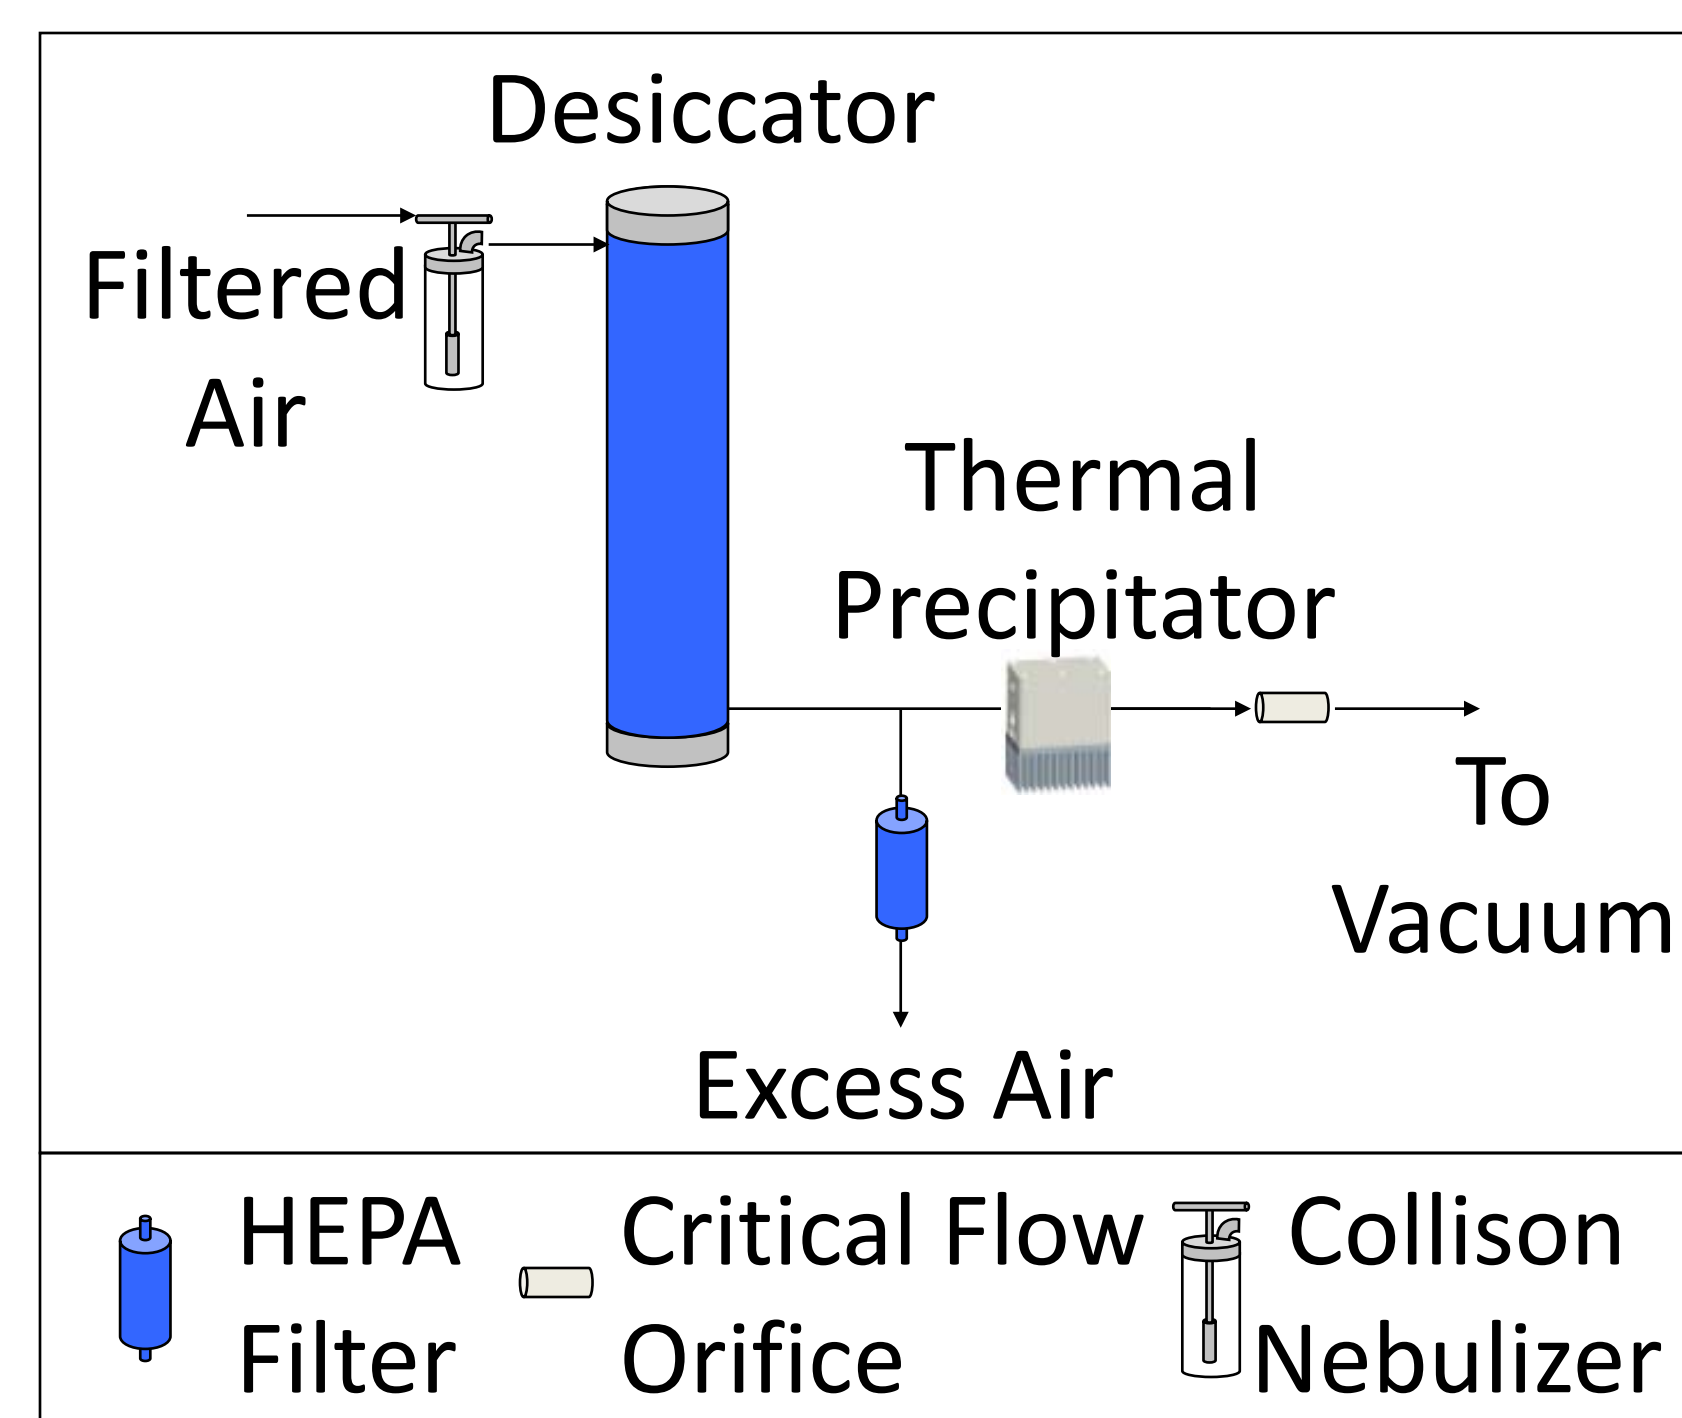 Desiccator
Filtered
Air
Thermal
Precipitator
To
Vacuum
Excess Air
HEPA
Filter
Critical Flow
Orifice
Collison
Nebulizer